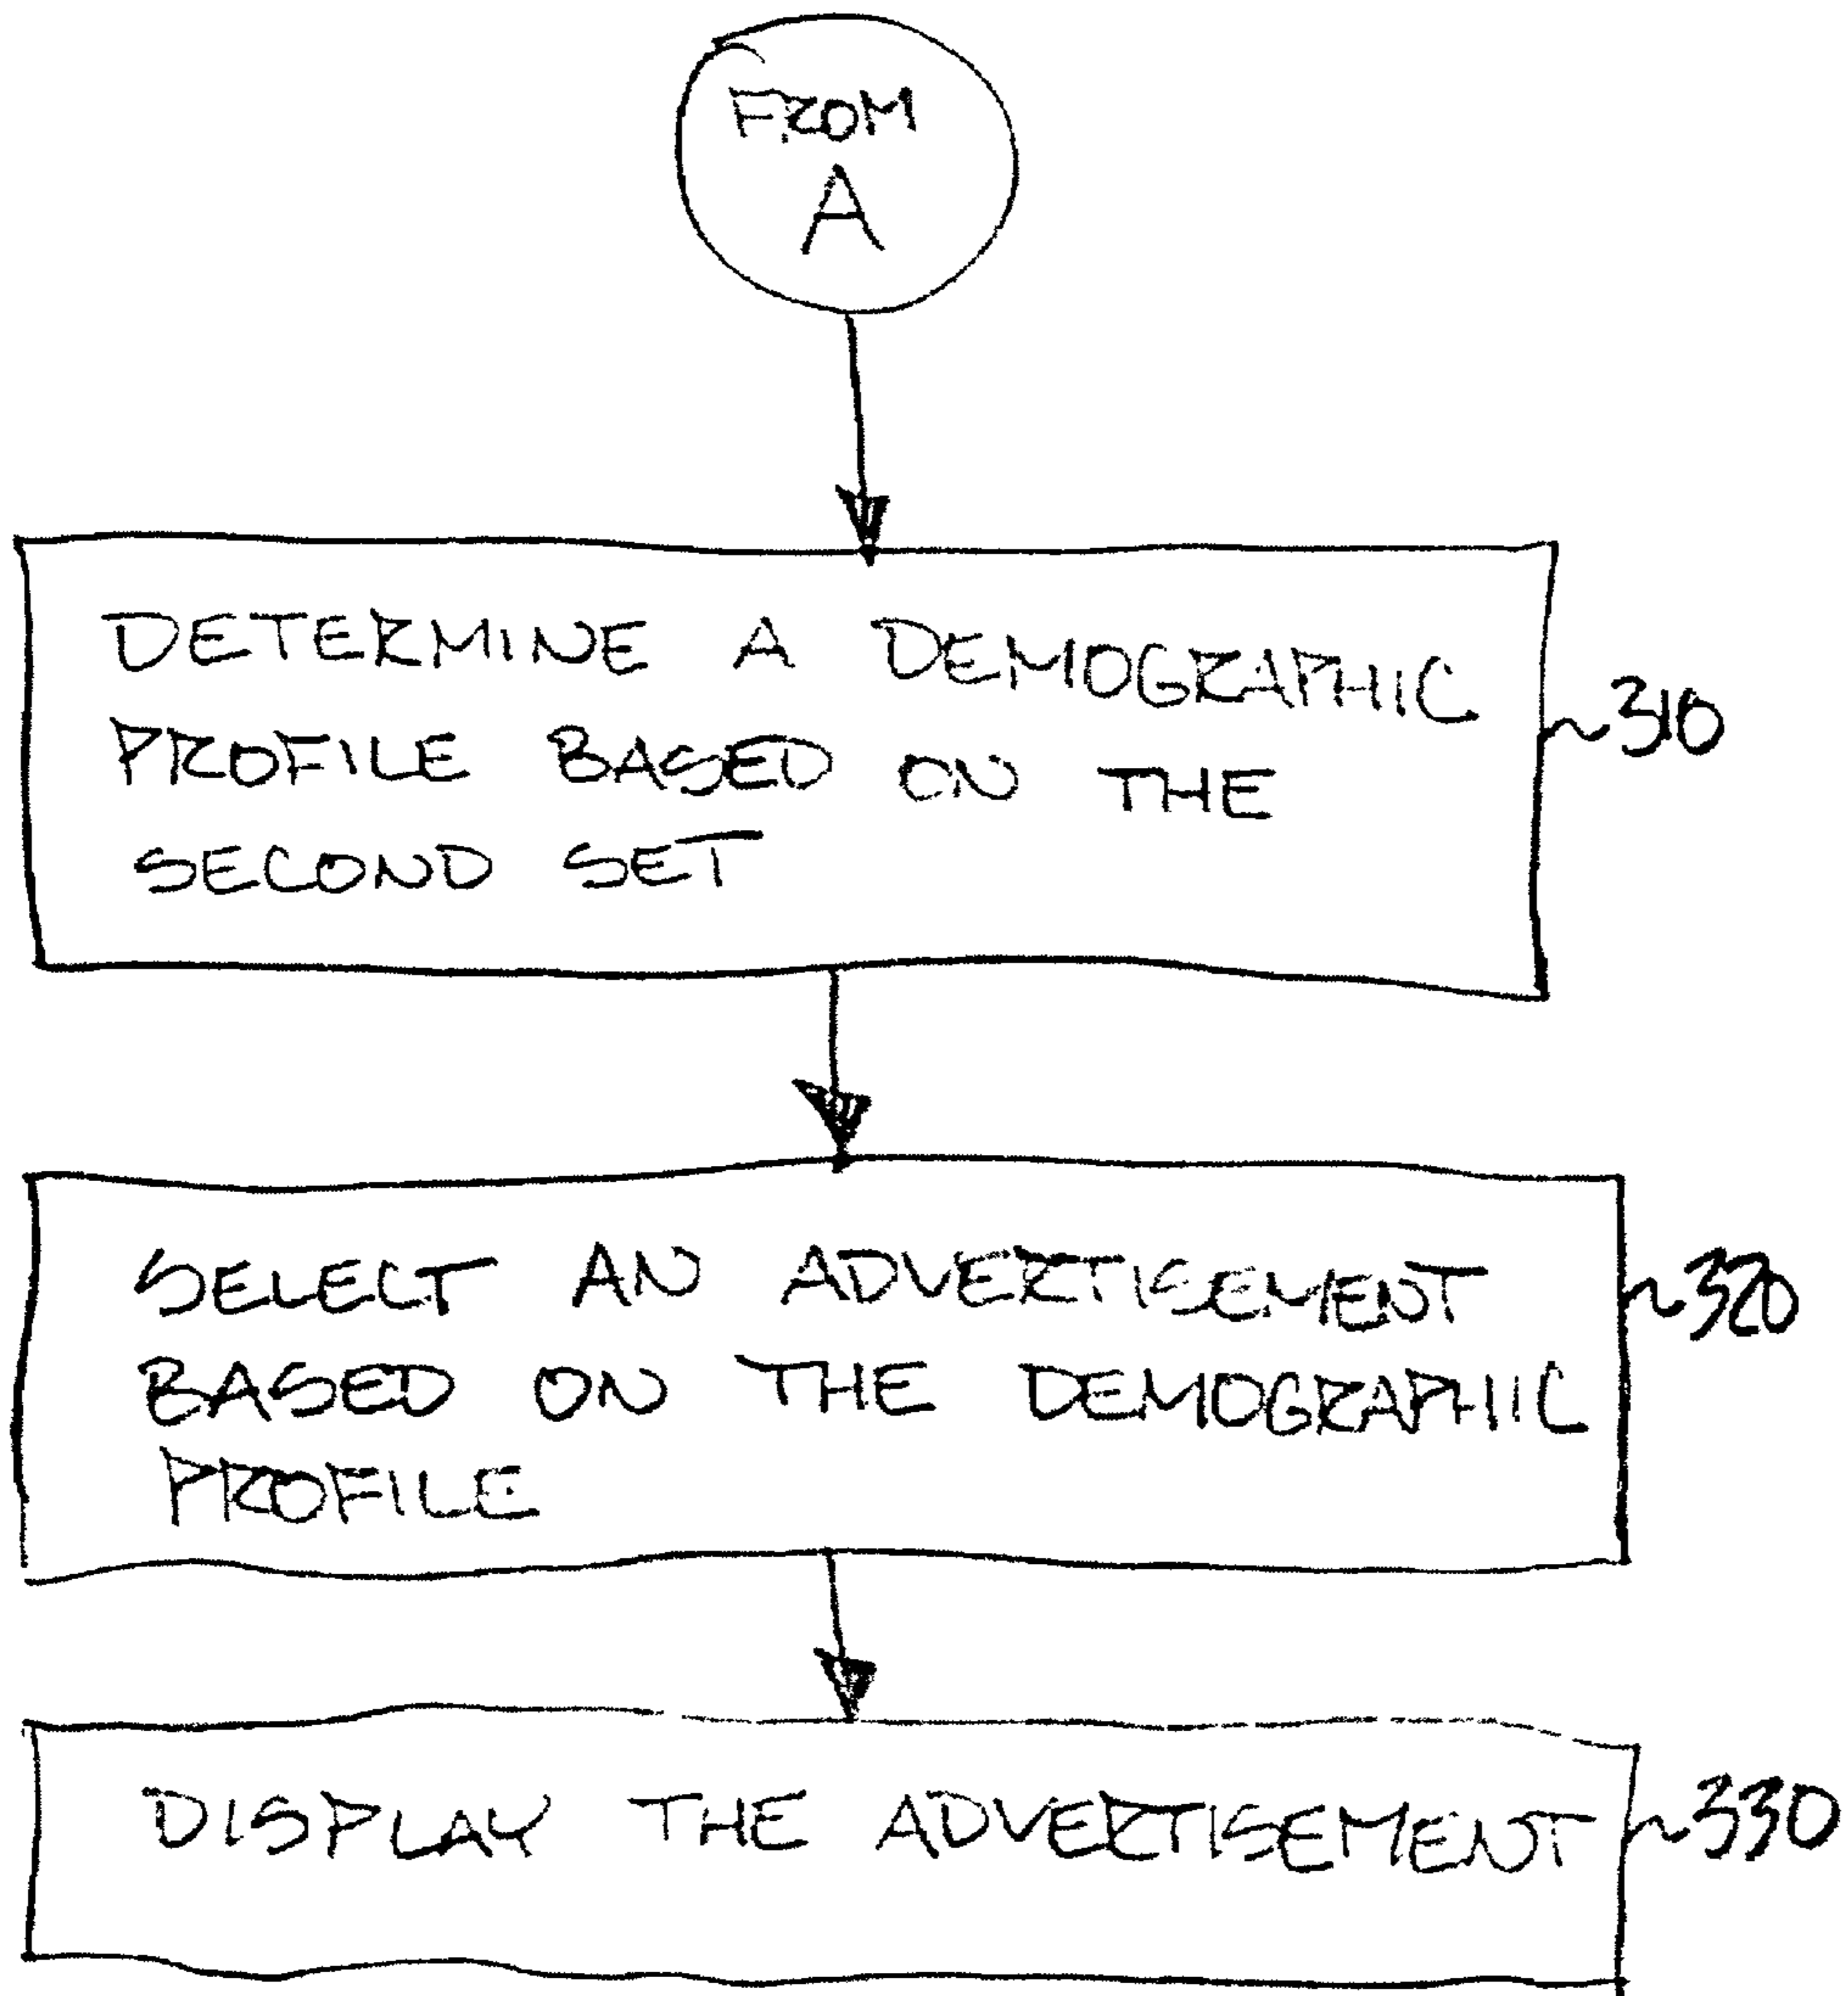 FROM
A
DETERMINE A DEMOGRAPHIC
PROFILE BASED ON THE
SECOND SET
310
SELECT AN ADVERTISEMENT
BASED ON THE DEMOGRAPHIC
PROFILE
320
DISPLAY THE ADVERTISEMENT
330